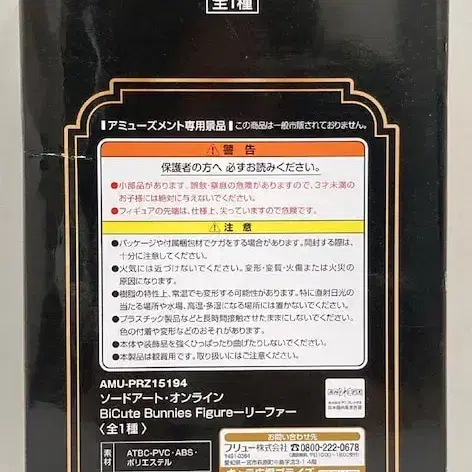 全1種
アミューズメント専用景品 この商品は一般市販されておりません。
⚠警告
保護者の方へ 必ずお読みください。
●小部品があります。誤飲・窒息の危険がありますので、3才未満の
お子様には絶対に与えないでください。
●フィギュアの先端は、仕様上、尖っていますので危険です。
⚠注意
●パッケージや付属梱包材でケガをする場合があります。開封する際は、
十分に注意してください。
●火気には近づけないでください。変形・変質・火傷または火災の
原因になります。
●樹脂の特性上、常温でも変形する可能性があります。特に直射日光の
当たる場所や水場、高温・多湿になる場所には置かないでください。
●プラスチック製品などと長時間接触させたままにしないでください。
色の付着や変形などのおそれがあります。
●本体や装飾品を強くひっぱったり曲げたりしないでください。
●本製品は観賞用です。取り扱いにはご注意ください。
AMU-PRZ15194
ソードアート・オンライン
BiCute Bunnies Figureーリーファー
〈全1種〉
素材
ATBC-PVC・ABS・
ポリエステル
フリュー株式会社
0800-222-0678